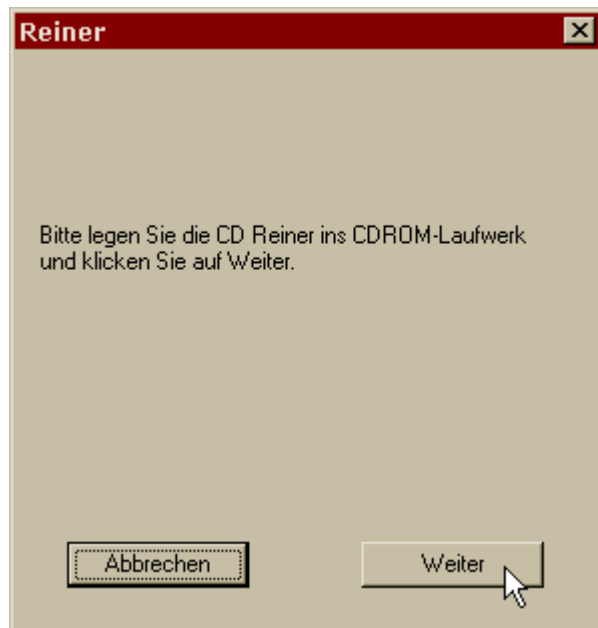 Reiner
Bitte legen Sie die CD Reiner ins CDROM-Laufwerk
und klicken Sie auf Weiter.
Abbrechen
Weiter